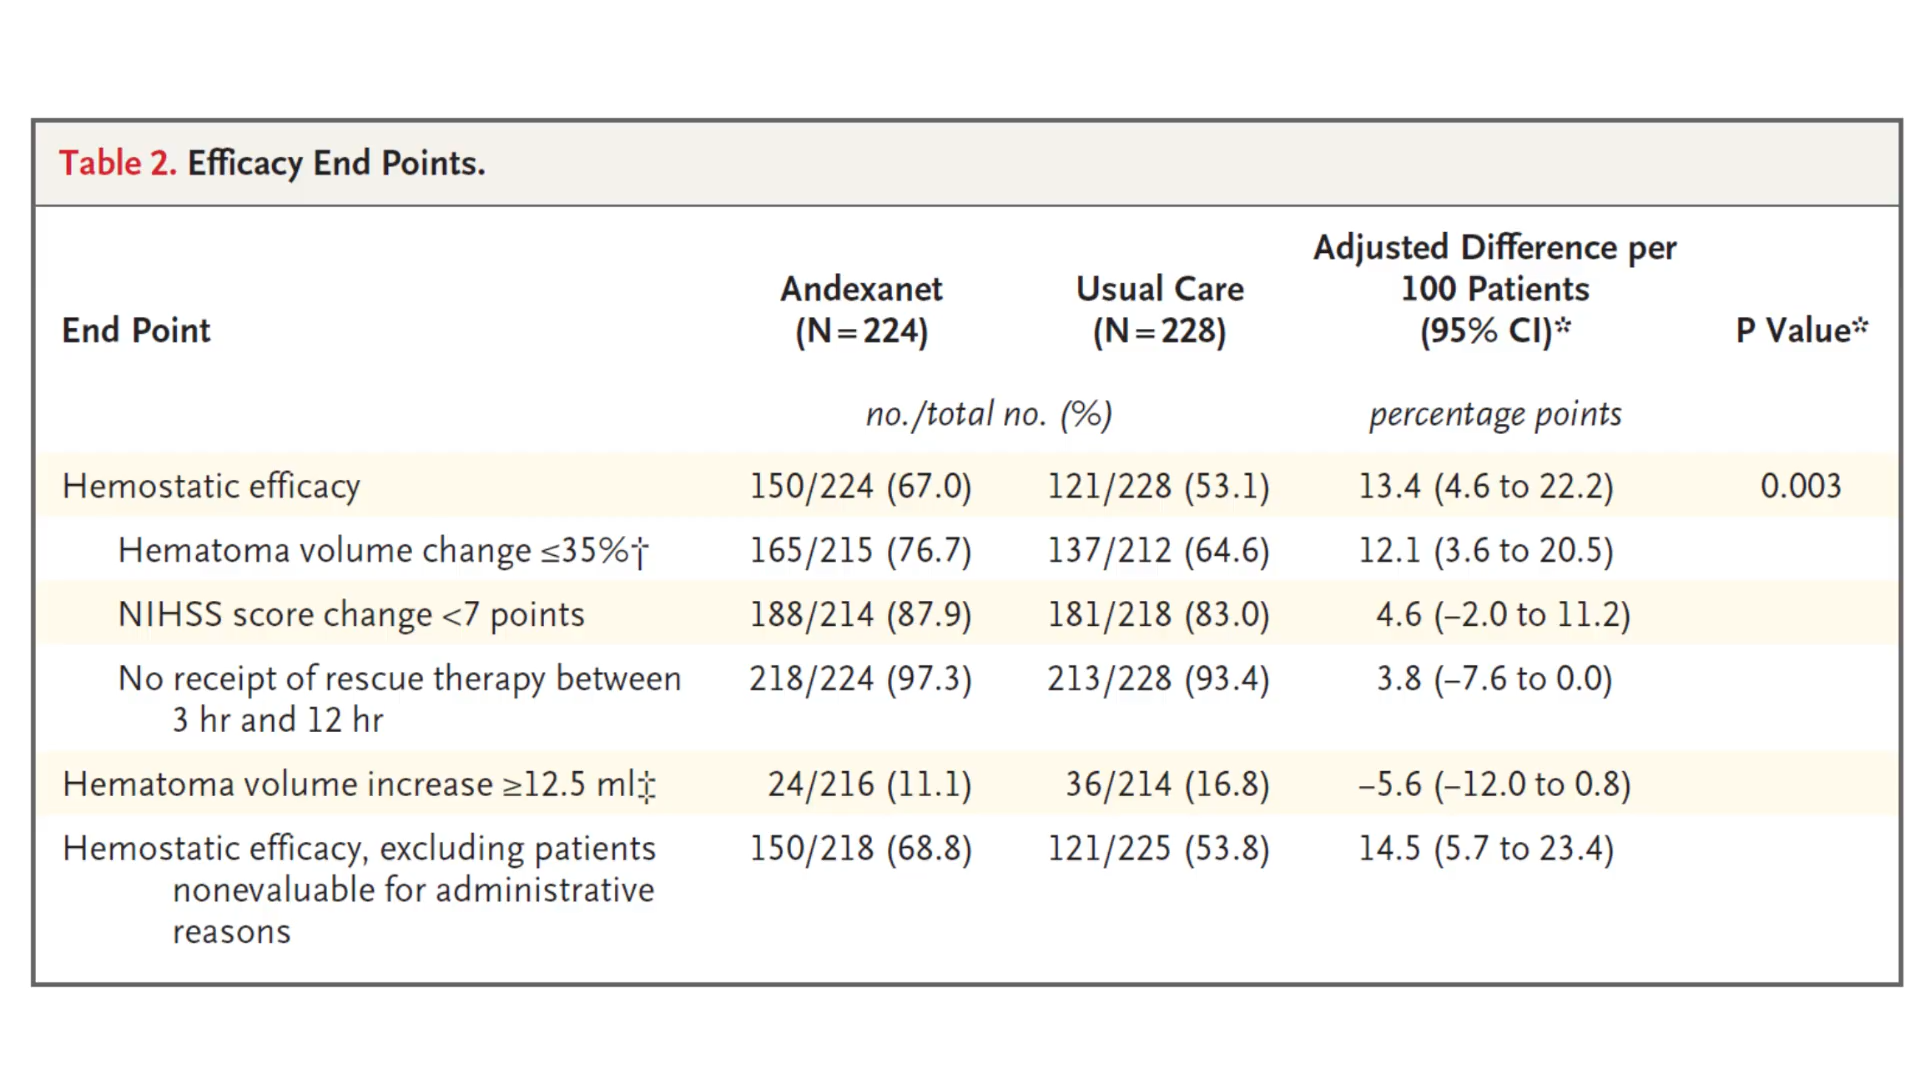 Table 2. Efficacy End Points.
End Point Andexanet (N=224) Usual Care (N=228) Adjusted Difference per 100 Patients (95% CI)* P Value*
no./total no. (%) percentage points
Hemostatic efficacy 150/224 (67.0) 121/228 (53.1) 13.4 (4.6 to 22.2) 0.003
Hematoma volume change ≤35%† 165/215 (76.7) 137/212 (64.6) 12.1 (3.6 to 20.5)
NIHSS score change <7 points 188/214 (87.9) 181/218 (83.0) 4.6 (–2.0 to 11.2)
No receipt of rescue therapy between 218/224 (97.3) 213/228 (93.4) 3.8 (–7.6 to 0.0)
3 hr and 12 hr
Hematoma volume increase ≥12.5 ml‡ 24/216 (11.1) 36/214 (16.8) –5.6 (–12.0 to 0.8)
Hemostatic efficacy, excluding patients 150/218 (68.8) 121/225 (53.8) 14.5 (5.7 to 23.4)
nonevaluable for administrative
reasons